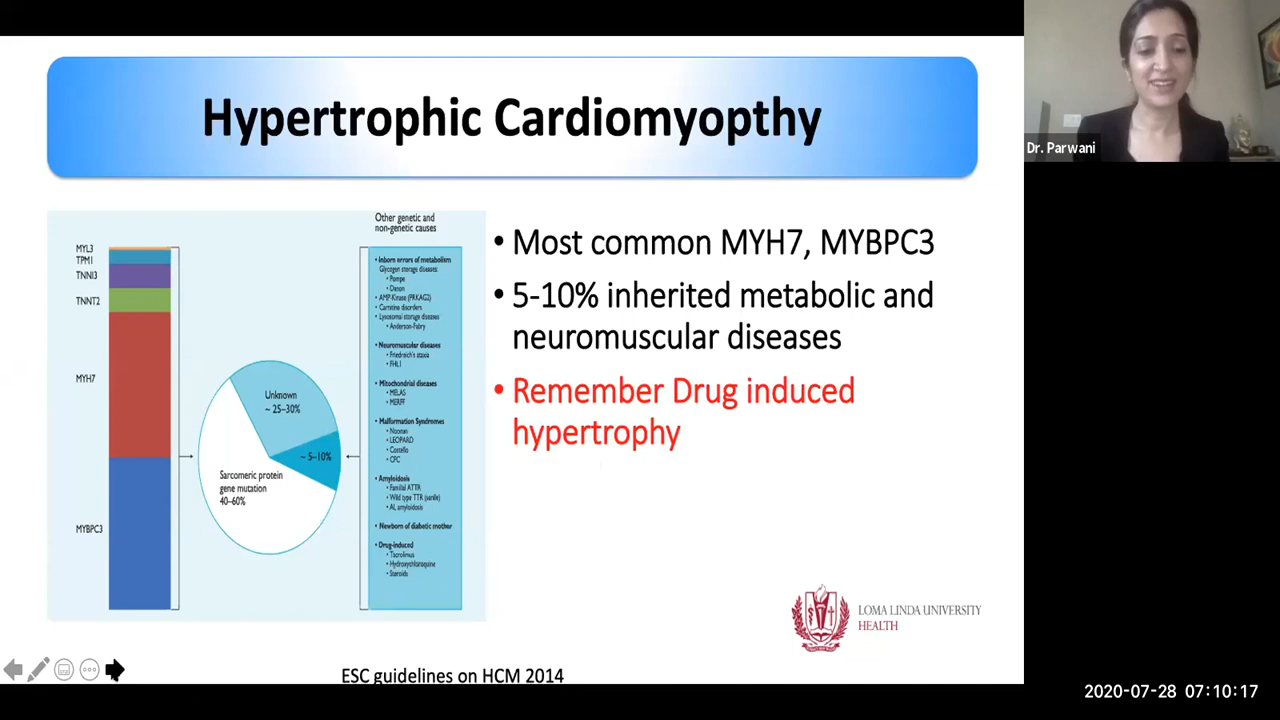 Hypertrophic Cardiomyopthy
Dr. Parwani
MYL3
TPM1
TNNI3
TNNT2
MYH7
MYBPC3
Unknown
~ 25–30%
~ 5–10%
Sarcomeric protein
gene mutation
40–60%
Other genetic and
non-genetic causes
• Inborn errors of metabolism
Glycogen storage diseases:
• Pompe
• Danon
• AMP-Kinase (PRKAG2)
• Carnitine disorders
• Lysosomal storage diseases
• Anderson-Fabry
• Neuromuscular diseases
• Friedreich's ataxia
• FHL1
• Mitochondrial diseases
• MELAS
• MERFF
• Malformation Syndromes
• Noonan
• LEOPARD
• Costello
• CFC
• Amyloidosis
• Familial ATTR
• Wild type TTR (senile)
• AL amyloidosis
• Newborn of diabetic mother
• Drug-induced
• Tacrolimus
• Hydroxychloroquine
• Steroids
• Most common MYH7, MYBPC3
• 5-10% inherited metabolic and
neuromuscular diseases
• Remember Drug induced
hypertrophy
LOMA LINDA UNIVERSITY
HEALTH
ESC guidelines on HCM 2014
2020-07-28 07:10:17